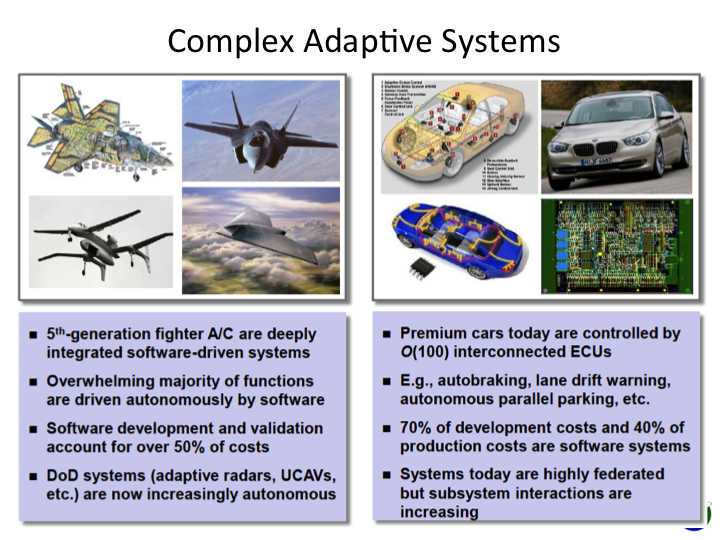 Complex Adaptive Systems
5th-generation fighter A/C are deeply
integrated software-driven systems
Overwhelming majority of functions
are driven autonomously by software
Software development and validation
account for over 50% of costs
DoD systems (adaptive radars, UCAVs,
etc.) are now increasingly autonomous
Premium cars today are controlled by
O(100) interconnected ECUs
E.g., autobraking, lane drift warning,
autonomous parallel parking, etc.
70% of development costs and 40% of
production costs are software systems
Systems today are highly federated
but subsystem interactions are
increasing